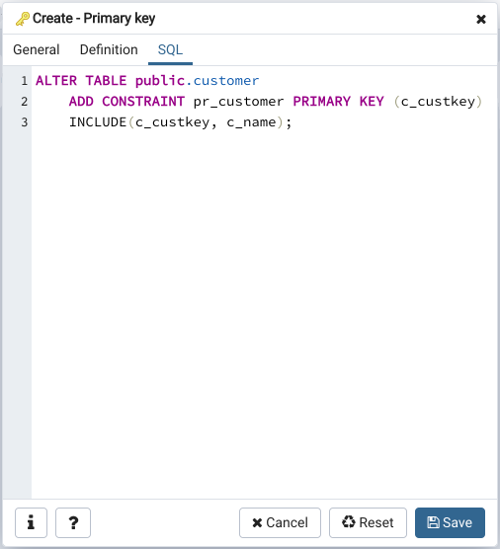 Create - Primary key
General Definition SQL
1 ALTER TABLE public.customer
2 ADD CONSTRAINT pr_customer PRIMARY KEY (c_custkey)
3 INCLUDE(c_custkey, c_name);
i ? Cancel Reset Save